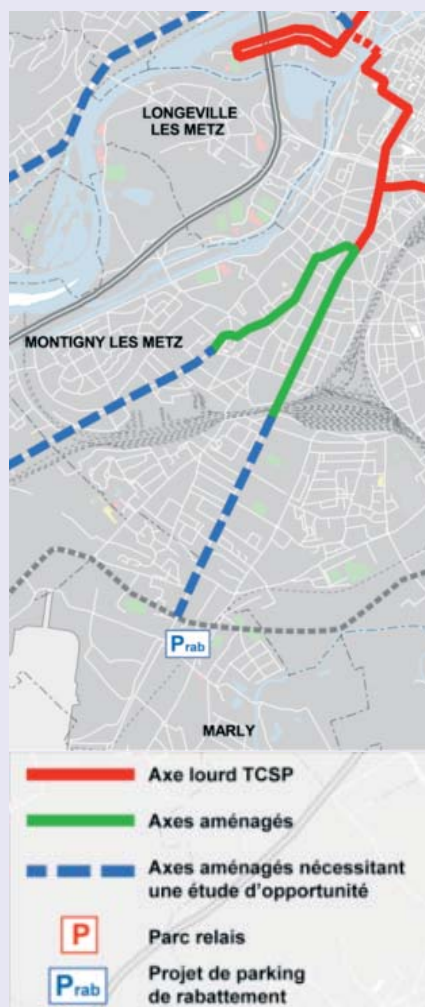 LONGEVILLE
LES METZ
MONTIGNY LES METZ
Prab
MARLY
Axe lourd TCSP
Axes aménagés
Axes aménagés nécessitant
une étude d'opportunité
P
Parc relais
Prab
Projet de parking
de rabattement